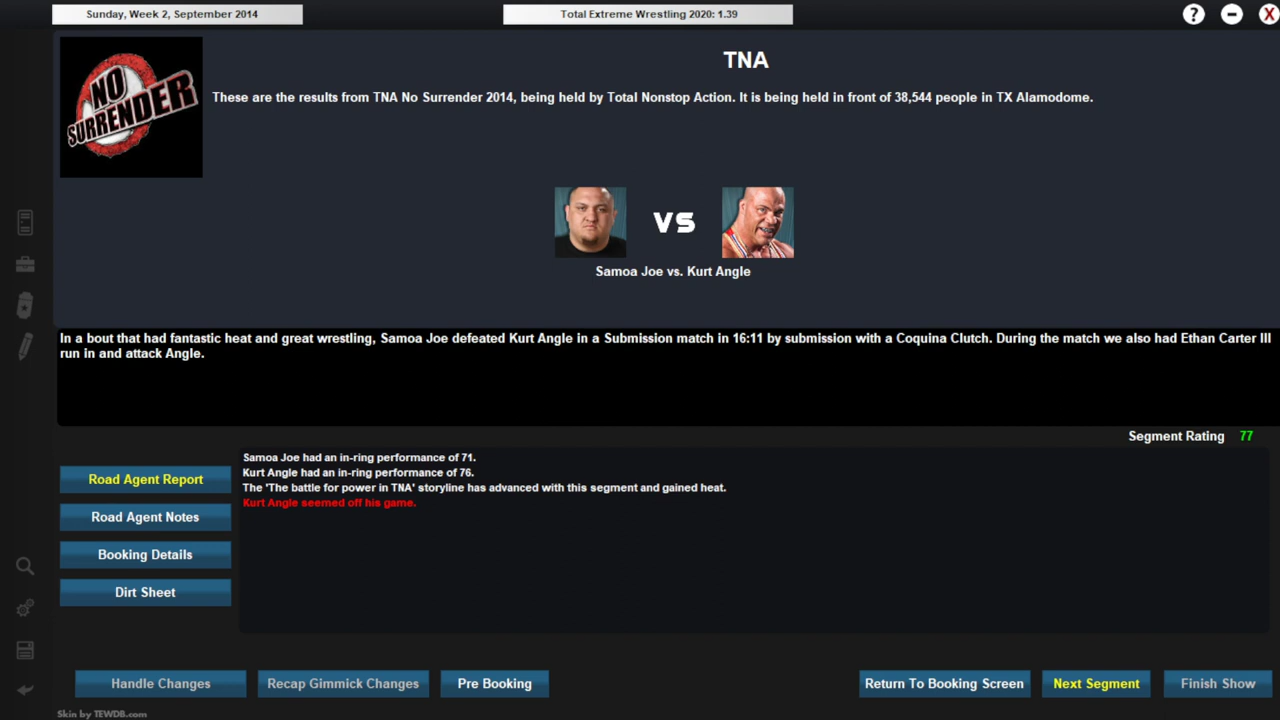 Sunday, Week 2, September 2014
Total Extreme Wrestling 2020: 1.39
?
X
NO
SURRENDER
TNA
These are the results from TNA No Surrender 2014, being held by Total Nonstop Action. It is being held in front of 38,544 people in TX Alamodome.
VS
Samoa Joe vs. Kurt Angle
In a bout that had fantastic heat and great wrestling, Samoa Joe defeated Kurt Angle in a Submission match in 16:11 by submission with a Coquina Clutch. During the match we also had Ethan Carter III
run in and attack Angle.
Segment Rating 77
Samoa Joe had an in-ring performance of 71.
Kurt Angle had an in-ring performance of 76.
The 'The battle for power in TNA' storyline has advanced with this segment and gained heat.
Kurt Angle seemed off his game.
Road Agent Report
Road Agent Notes
Booking Details
Dirt Sheet
Handle Changes
Recap Gimmick Changes
Pre Booking
Return To Booking Screen
Next Segment
Finish Show
Skin by TEWDB.com